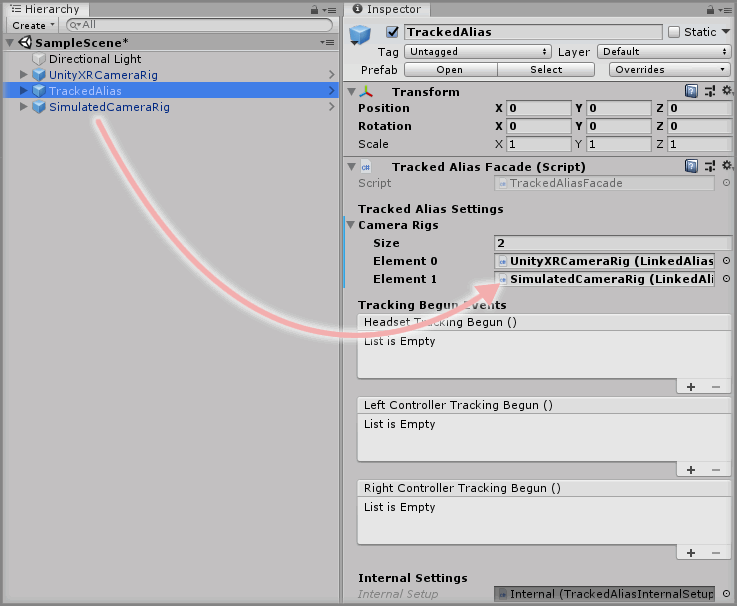 Hierarchy
Create
All
SampleScene*
Directional Light
UnityXRCameraRig
TrackedAlias
SimulatedCameraRig
Inspector
TrackedAlias
Static
Tag Untagged Layer Default
Prefab Open Select Overrides
Transform
Position X 0 Y 0 Z 0
Rotation X 0 Y 0 Z 0
Scale X 1 Y 1 Z 1
Tracked Alias Facade (Script)
Script TrackedAliasFacade
Tracked Alias Settings
Camera Rigs
Size 2
Element 0 UnityXRCameraRig (LinkedAlias
Element 1 SimulatedCameraRig (LinkedAli
Tracking Begun Events
Headset Tracking Begun ()
List is Empty
Left Controller Tracking Begun ()
List is Empty
Right Controller Tracking Begun ()
List is Empty
Internal Settings
Internal Setup Internal (TrackedAliasInternalSetup